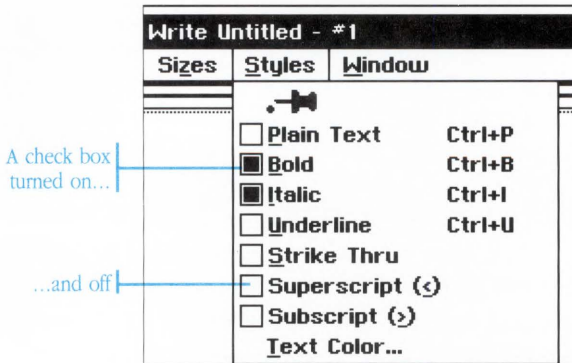 Write Untitled - #1
Sizes Styles Window
Plain Text Ctrl+P
Bold Ctrl+B
Italic Ctrl+I
Underline Ctrl+U
Strike Thru
Superscript (<)
Subscript (>)
Text Color...
A check box
turned on...
...and off